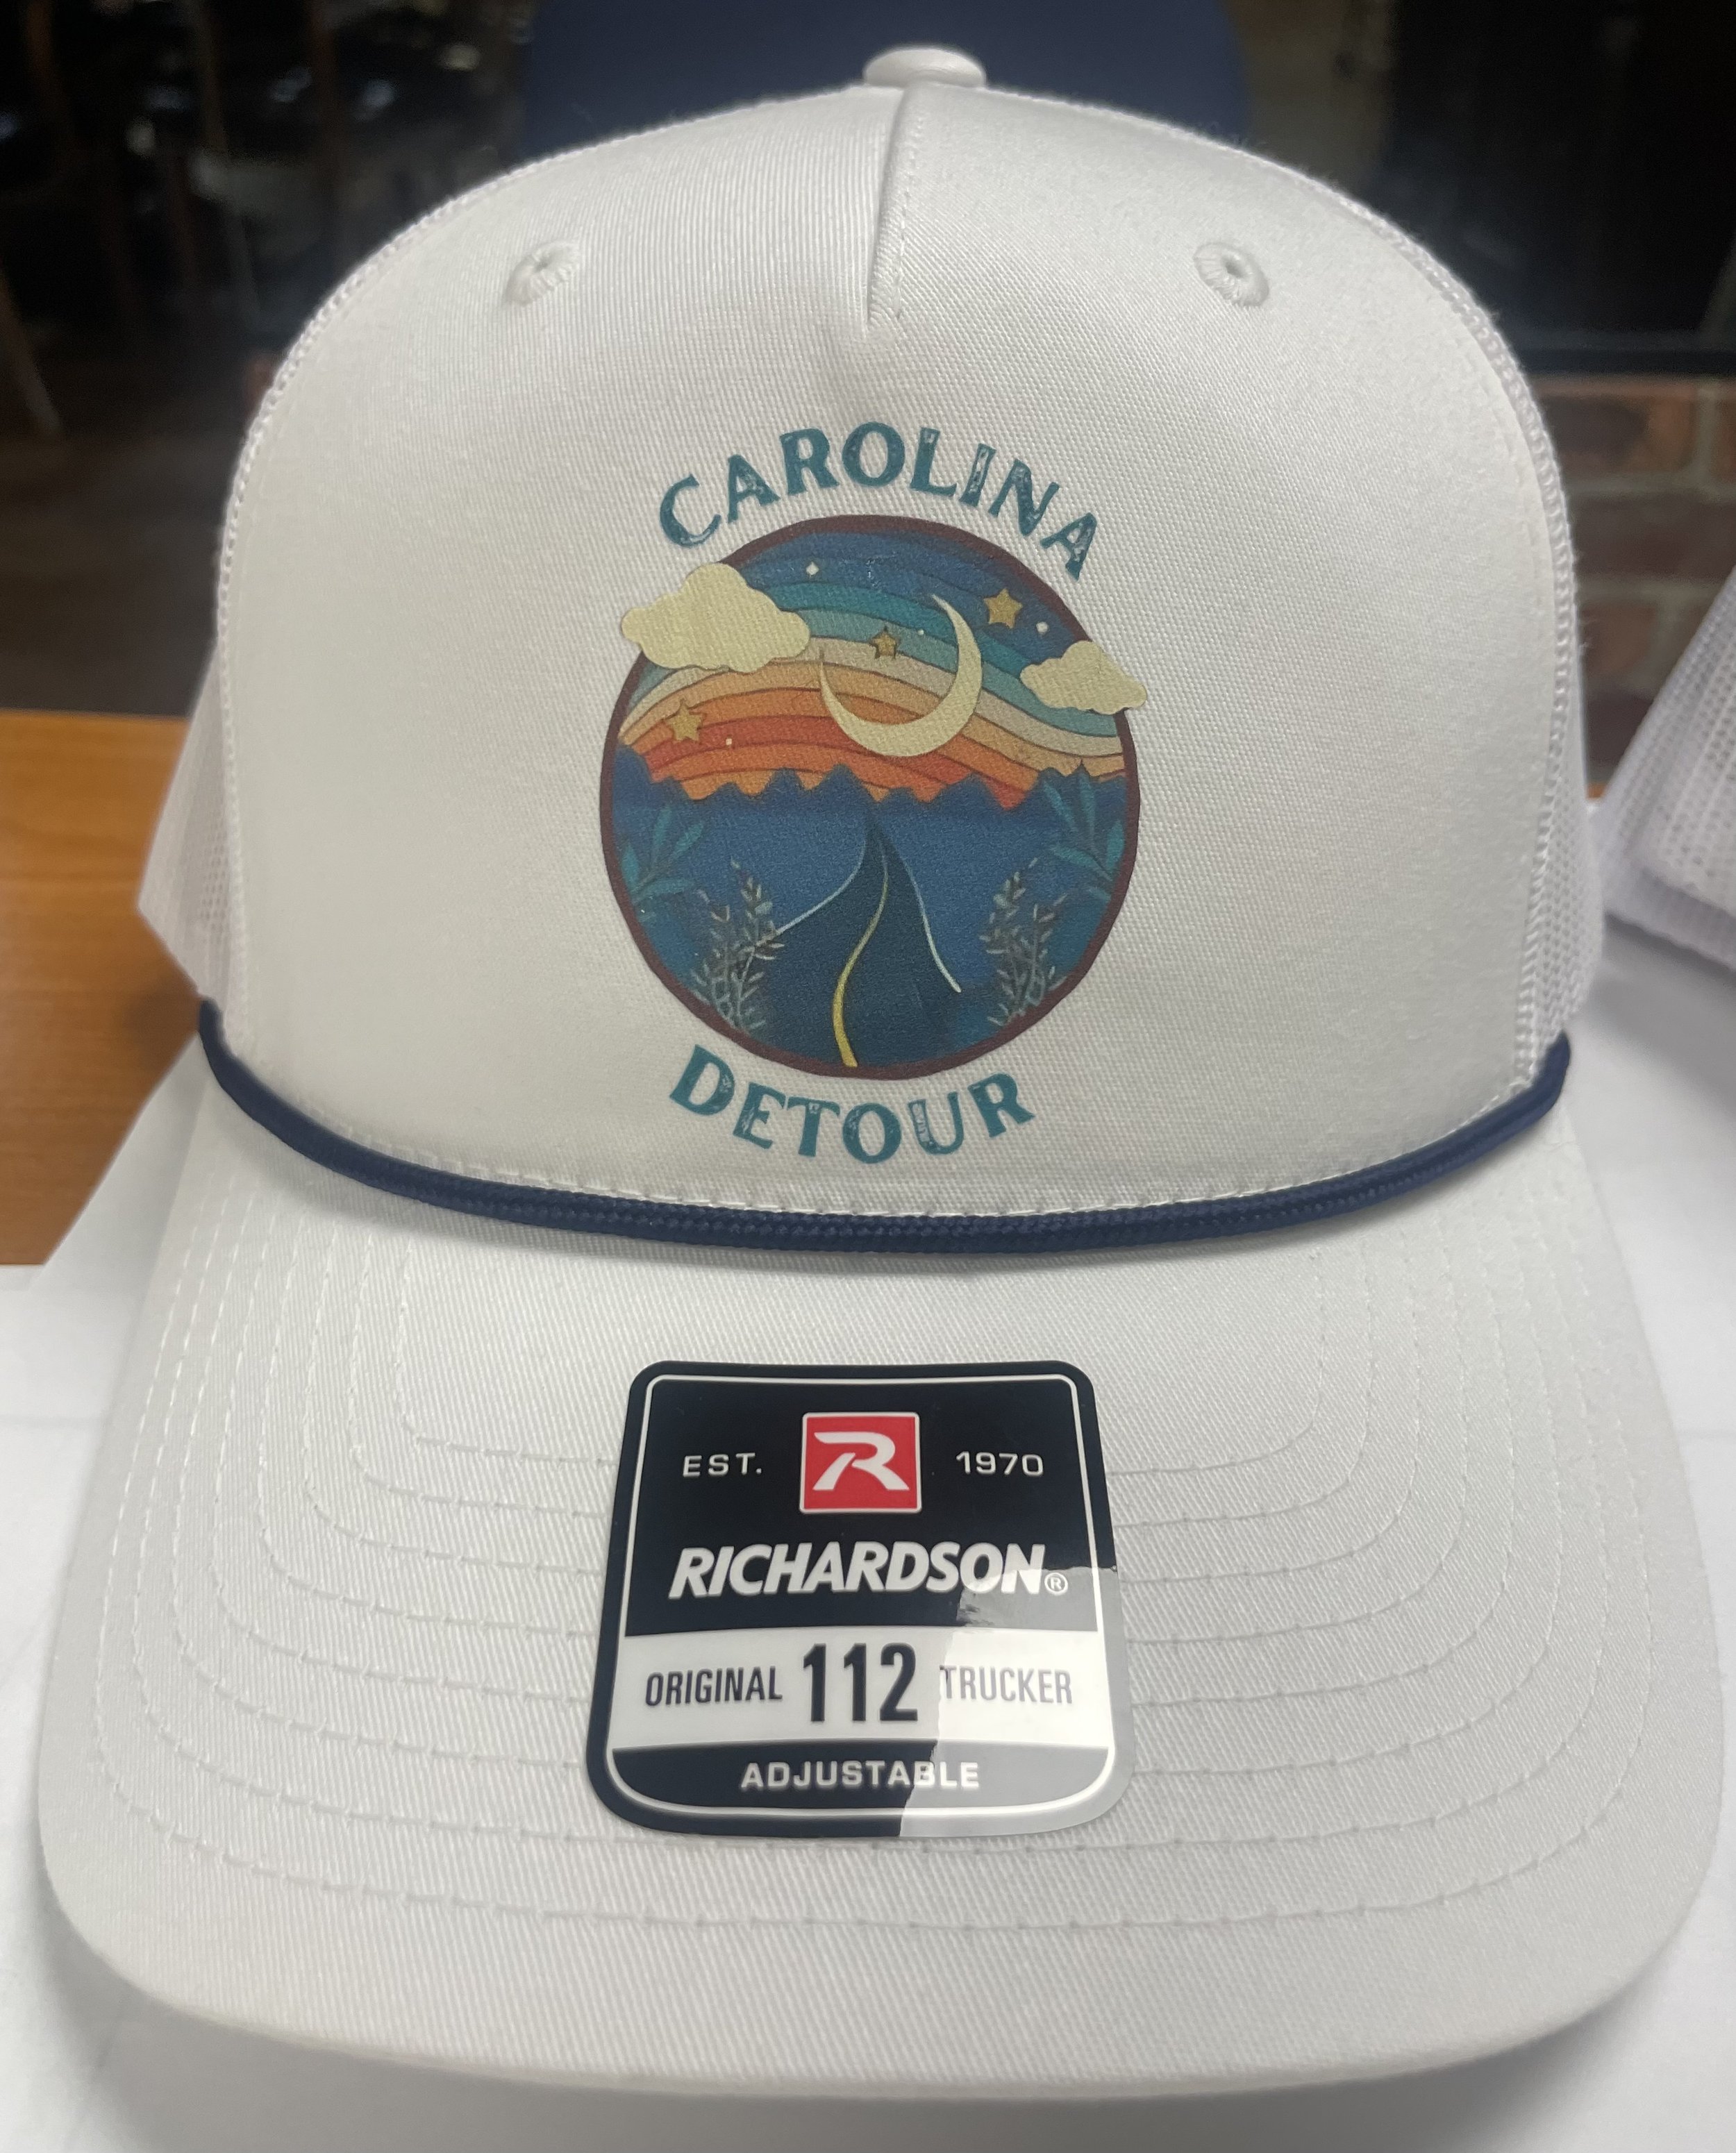 CAROLINA
DETOUR
EST. R 1970
RICHARDSON®
ORIGINAL 112 TRUCKER
ADJUSTABLE